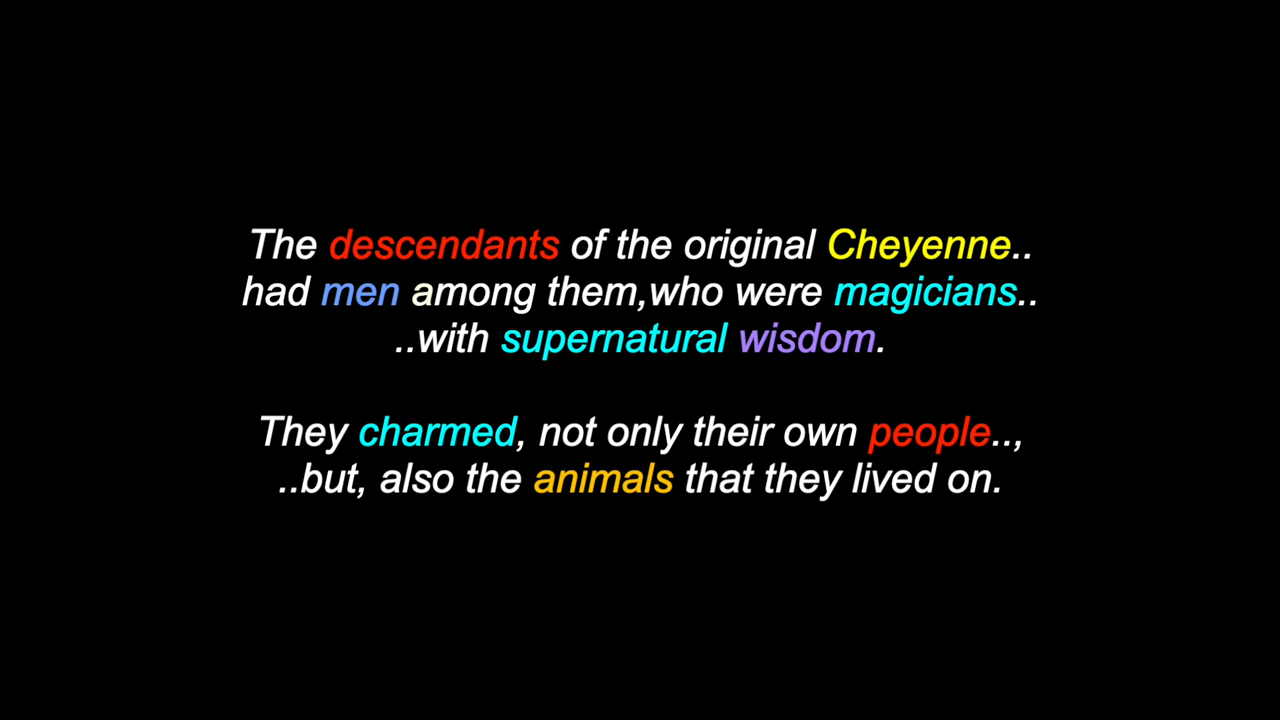 The descendants of the original Cheyenne..
had men among them,who were magicians..
..with supernatural wisdom.
They charmed, not only their own people..,
..but, also the animals that they lived on.